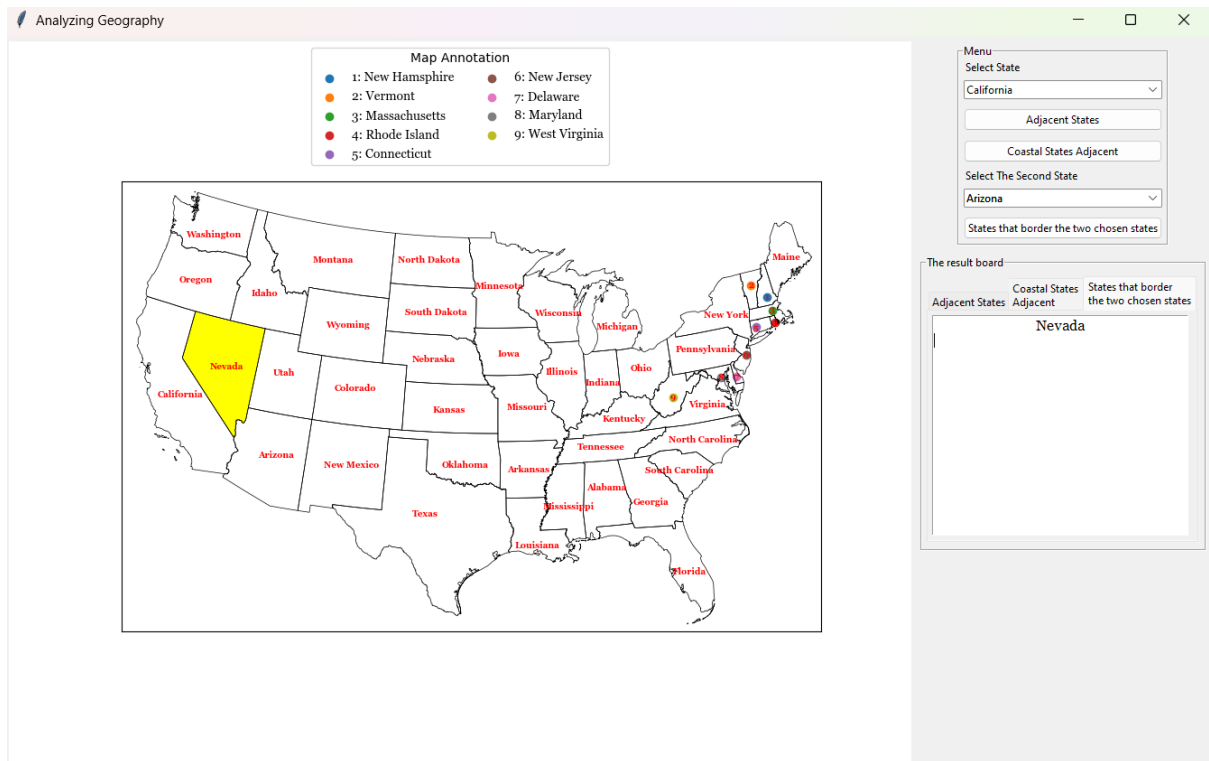 Analyzing Geography
Map Annotation
1: New Hamsphire
2: Vermont
3: Massachusetts
4: Rhode Island
5: Connecticut
6: New Jersey
7: Delaware
8: Maryland
9: West Virginia
Washington
Oregon
Idaho
Montana
North Dakota
Minnesota
Wyoming
South Dakota
Wisconsin
Michigan
New York
Maine
2
Nevada
Utah
Colorado
Nebraska
Iowa
Illinois
Indiana
Ohio
Pennsylvania
California
Kansas
Missouri
Kentucky
9
Virginia
Arizona
New Mexico
Oklahoma
Arkansas
Tennessee
North Carolina
South Carolina
Texas
Louisiana
Mississippi
Alabama
Georgia
Florida
Menu
Select State
California
Adjacent States
Coastal States Adjacent
Select The Second State
Arizona
States that border the two chosen states
The result board
Adjacent States
Coastal States
Adjacent
States that border
the two chosen states
Nevada